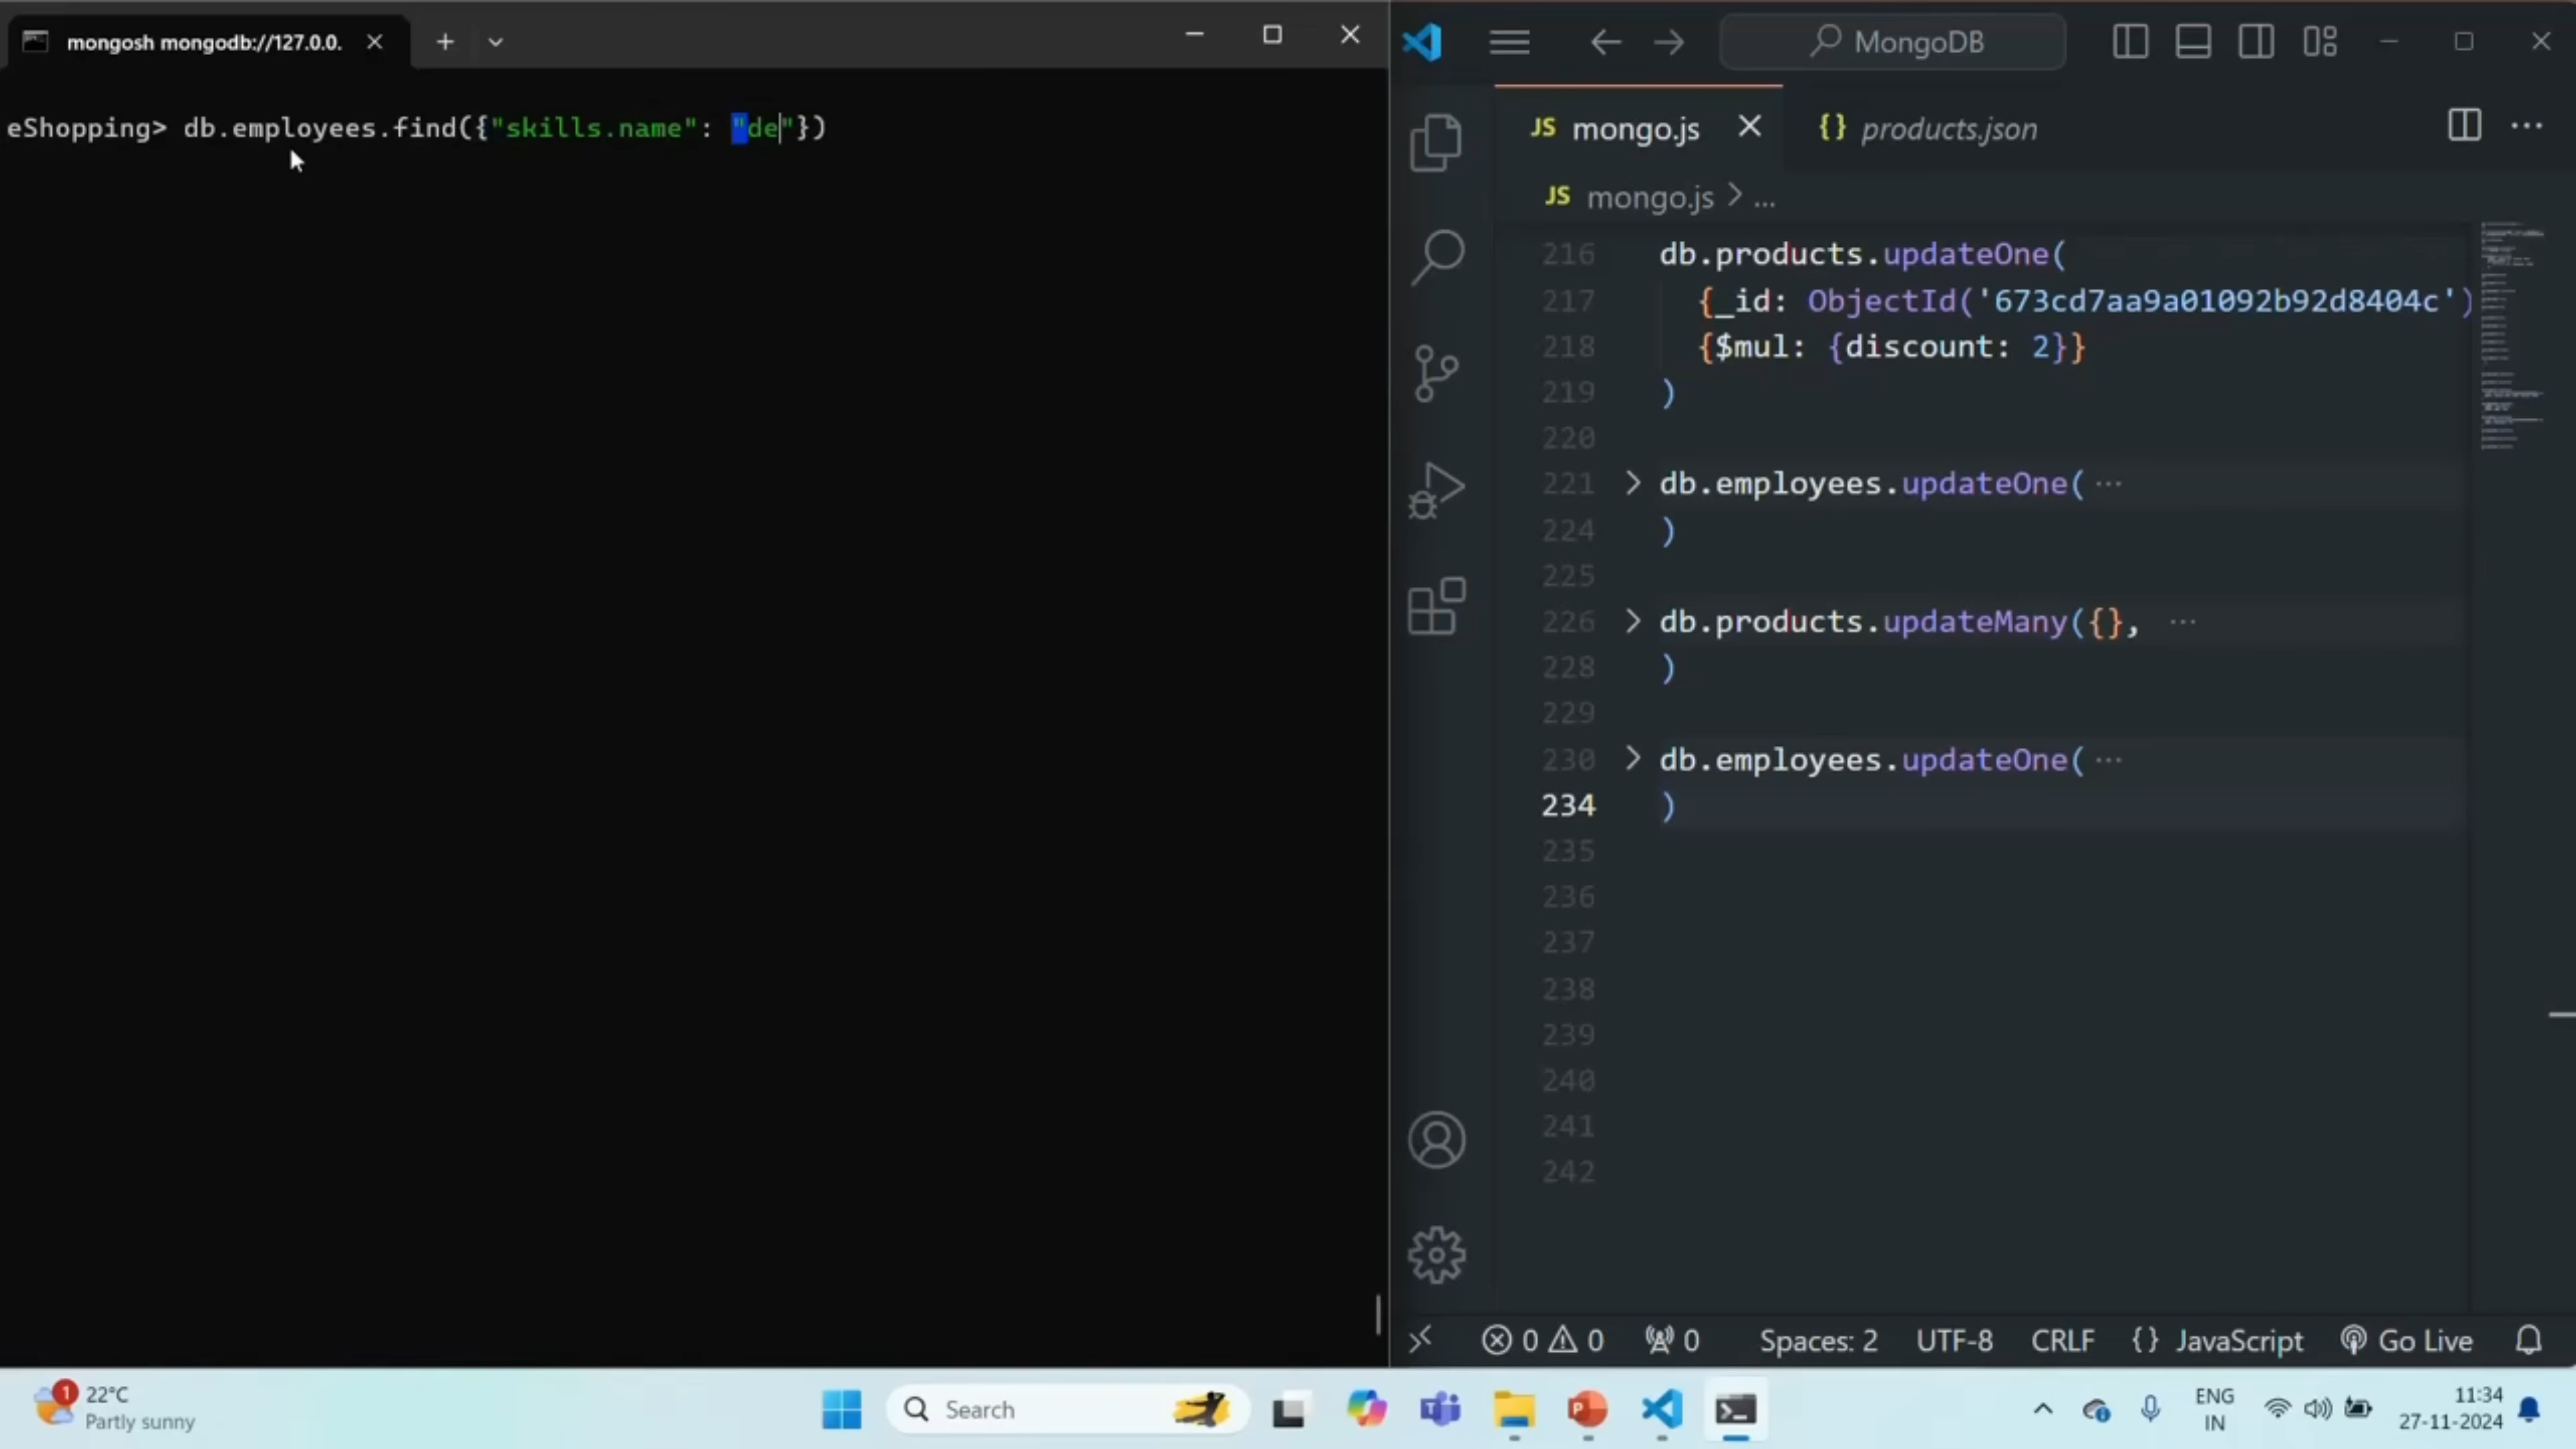 mongosh mongodb://127.0.0.
eShopping> db.employees.find({"skills.name": "de"})
MongoDB
JS mongo.js
{} products.json
JS mongo.js > ...
216 db.products.updateOne(
217 {_id: ObjectId('673cd7aa9a01092b92d8404c')
218 {$mul: {discount: 2}}
219 )
220
221 > db.employees.updateOne( ...
224 )
225
226 > db.products.updateMany({}, ...
228 )
229
230 > db.employees.updateOne( ...
234 )
235
236
237
238
239
240
241
242
0 0 0 Spaces: 2 UTF-8 CRLF {} JavaScript Go Live
1
22°C
Partly sunny
Search
ENG
IN
11:34
27-11-2024